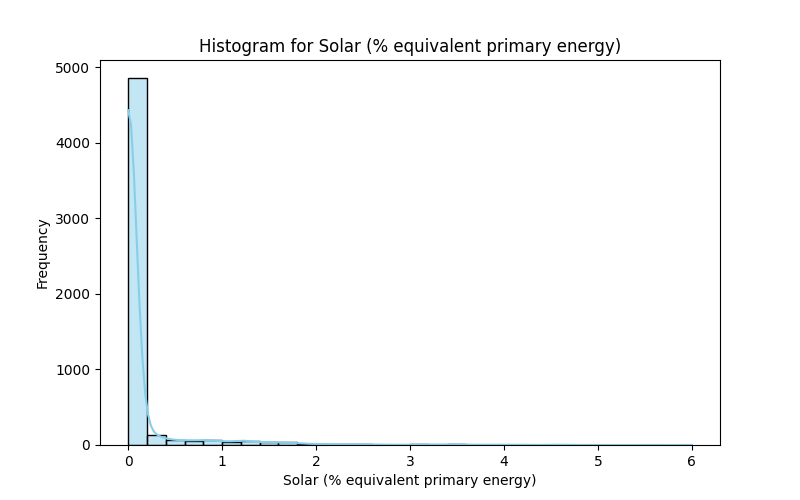 Histogram for Solar (% equivalent primary energy)
5000
4000
3000
2000
1000
0
Frequency
0 1 2 3 4 5 6
Solar (% equivalent primary energy)